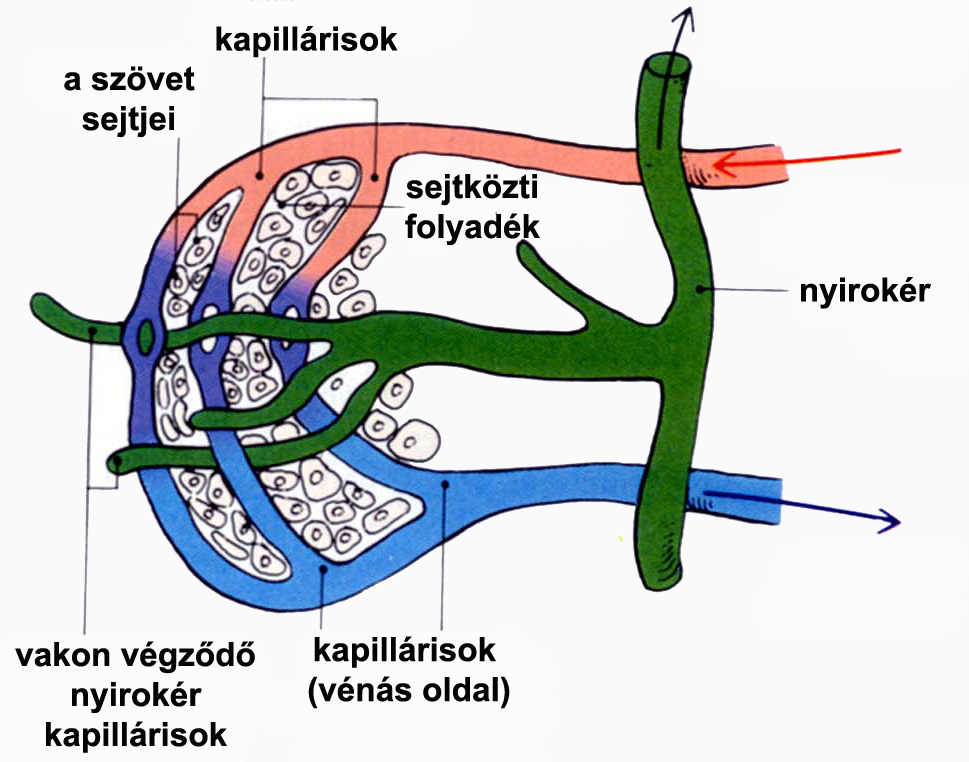 kapillárisok
a szövet
sejtjei
sejtközti
folyadék
nyirokér
vakon végződő
nyirokér
kapillárisok
kapillárisok
(vénás oldal)